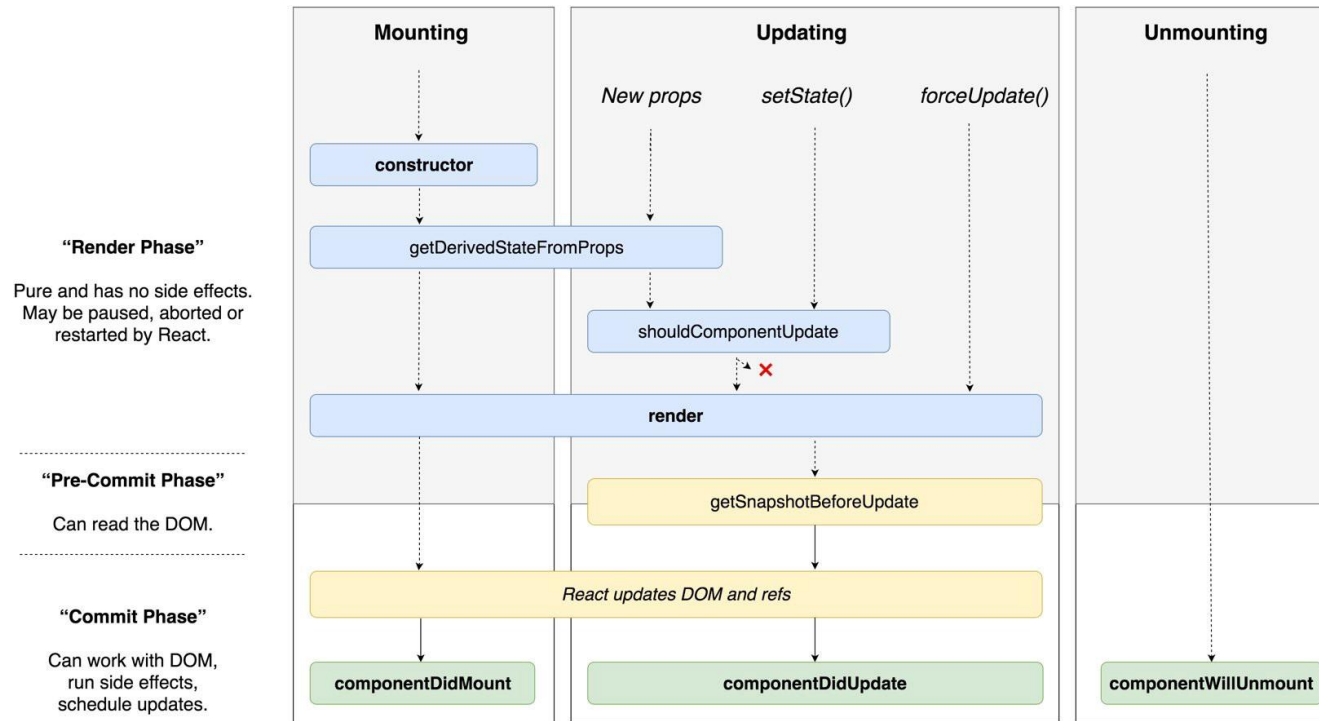 Mounting
Updating
Unmounting
New props
setState()
forceUpdate()
constructor
“Render Phase”
getDerivedStateFromProps
Pure and has no side effects.
May be paused, aborted or
restarted by React.
shouldComponentUpdate
render
“Pre-Commit Phase”
Can read the DOM.
getSnapshotBeforeUpdate
React updates DOM and refs
“Commit Phase”
Can work with DOM,
run side effects,
schedule updates.
componentDidMount
componentDidUpdate
componentWillUnmount